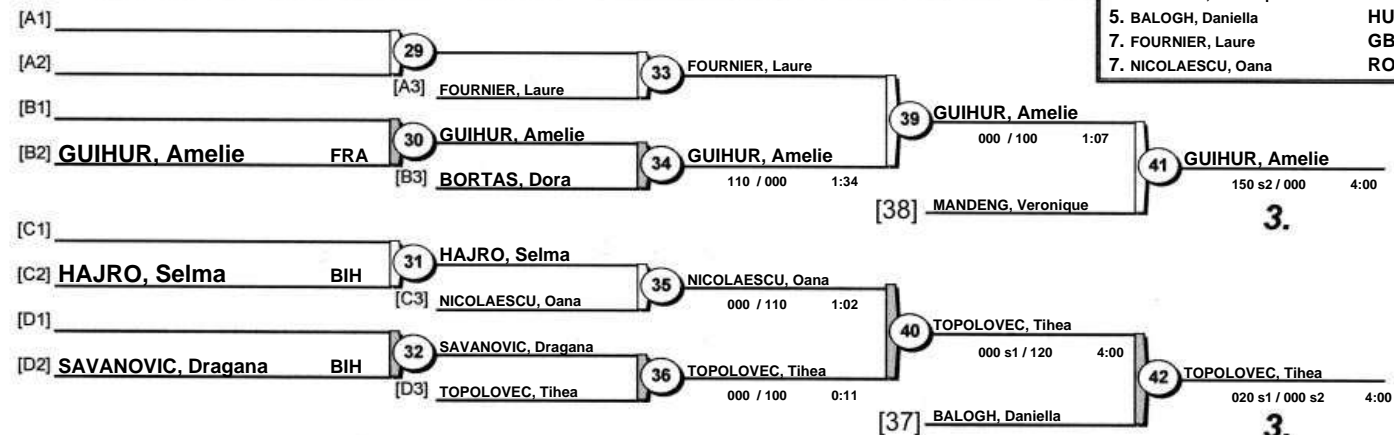 5. BALOGH, Daniella HU
7. FOURNIER, Laure GB
7. NICOLAESCU, Oana RO
[A1]
29
[A2]
[A3] FOURNIER, Laure
33 FOURNIER, Laure
[B1]
39 GUIHUR, Amelie
000 / 100 1:07
30 GUIHUR, Amelie
[B2] GUIHUR, Amelie FRA
34 GUIHUR, Amelie
110 / 000 1:34
[B3] BORTAS, Dora
41 GUIHUR, Amelie
150 s2 / 000 4:00
3.
[38] MANDENG, Veronique
[C1]
31 HAJRO, Selma
[C2] HAJRO, Selma BIH
35 NICOLAESCU, Oana
000 / 110 1:02
[C3] NICOLAESCU, Oana
[D1]
40 TOPOLOVEC, Tihea
000 s1 / 120 4:00
32 SAVANOVIC, Dragana
[D2] SAVANOVIC, Dragana BIH
36 TOPOLOVEC, Tihea
000 / 100 0:11
[D3] TOPOLOVEC, Tihea
42 TOPOLOVEC, Tihea
020 s1 / 000 s2 4:00
[37] BALOGH, Daniella
3.